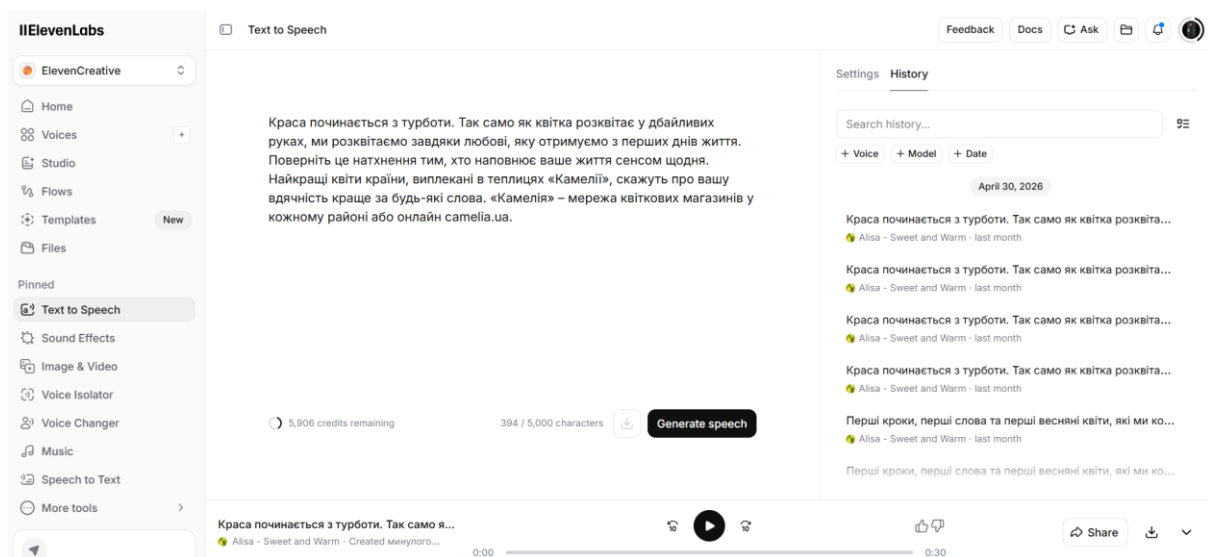 IIElevenLabs
Text to Speech
Feedback
Docs
Ask
ElevenCreative
Home
Voices
+
Studio
Flows
Templates
New
Files
Pinned
Text to Speech
Sound Effects
Image & Video
Voice Isolator
Voice Changer
Music
Speech to Text
More tools
Краса починається з турботи. Так само як квітка розквітає у дбайливих
руках, ми розквітаємо завдяки любові, яку отримуємо з перших днів життя.
Поверніть це натхнення тим, хто наповнює ваше життя сенсом щодня.
Найкращі квіти країни, виплекані в теплицях «Камелії», скажуть про вашу
вдячність краще за будь-які слова. «Камелія» – мережа квіткових магазинів у
кожному районі або онлайн camelia.ua.
5,906 credits remaining
394 / 5,000 characters
Generate speech
Settings
History
Search history...
+ Voice
+ Model
+ Date
April 30, 2026
Краса починається з турботи. Так само як квітка розквіта...
Alisa - Sweet and Warm · last month
Краса починається з турботи. Так само як квітка розквіта...
Alisa - Sweet and Warm · last month
Краса починається з турботи. Так само як квітка розквіта...
Alisa - Sweet and Warm · last month
Краса починається з турботи. Так само як квітка розквіта...
Alisa - Sweet and Warm · last month
Перші кроки, перші слова та перші весняні квіти, які ми ко...
Alisa - Sweet and Warm · last month
Перші кроки, перші слова та перші весняні квіти, які ми ко...
Краса починається з турботи. Так само я...
Alisa - Sweet and Warm · Created минулого...
10
10
0:00
0:30
Share